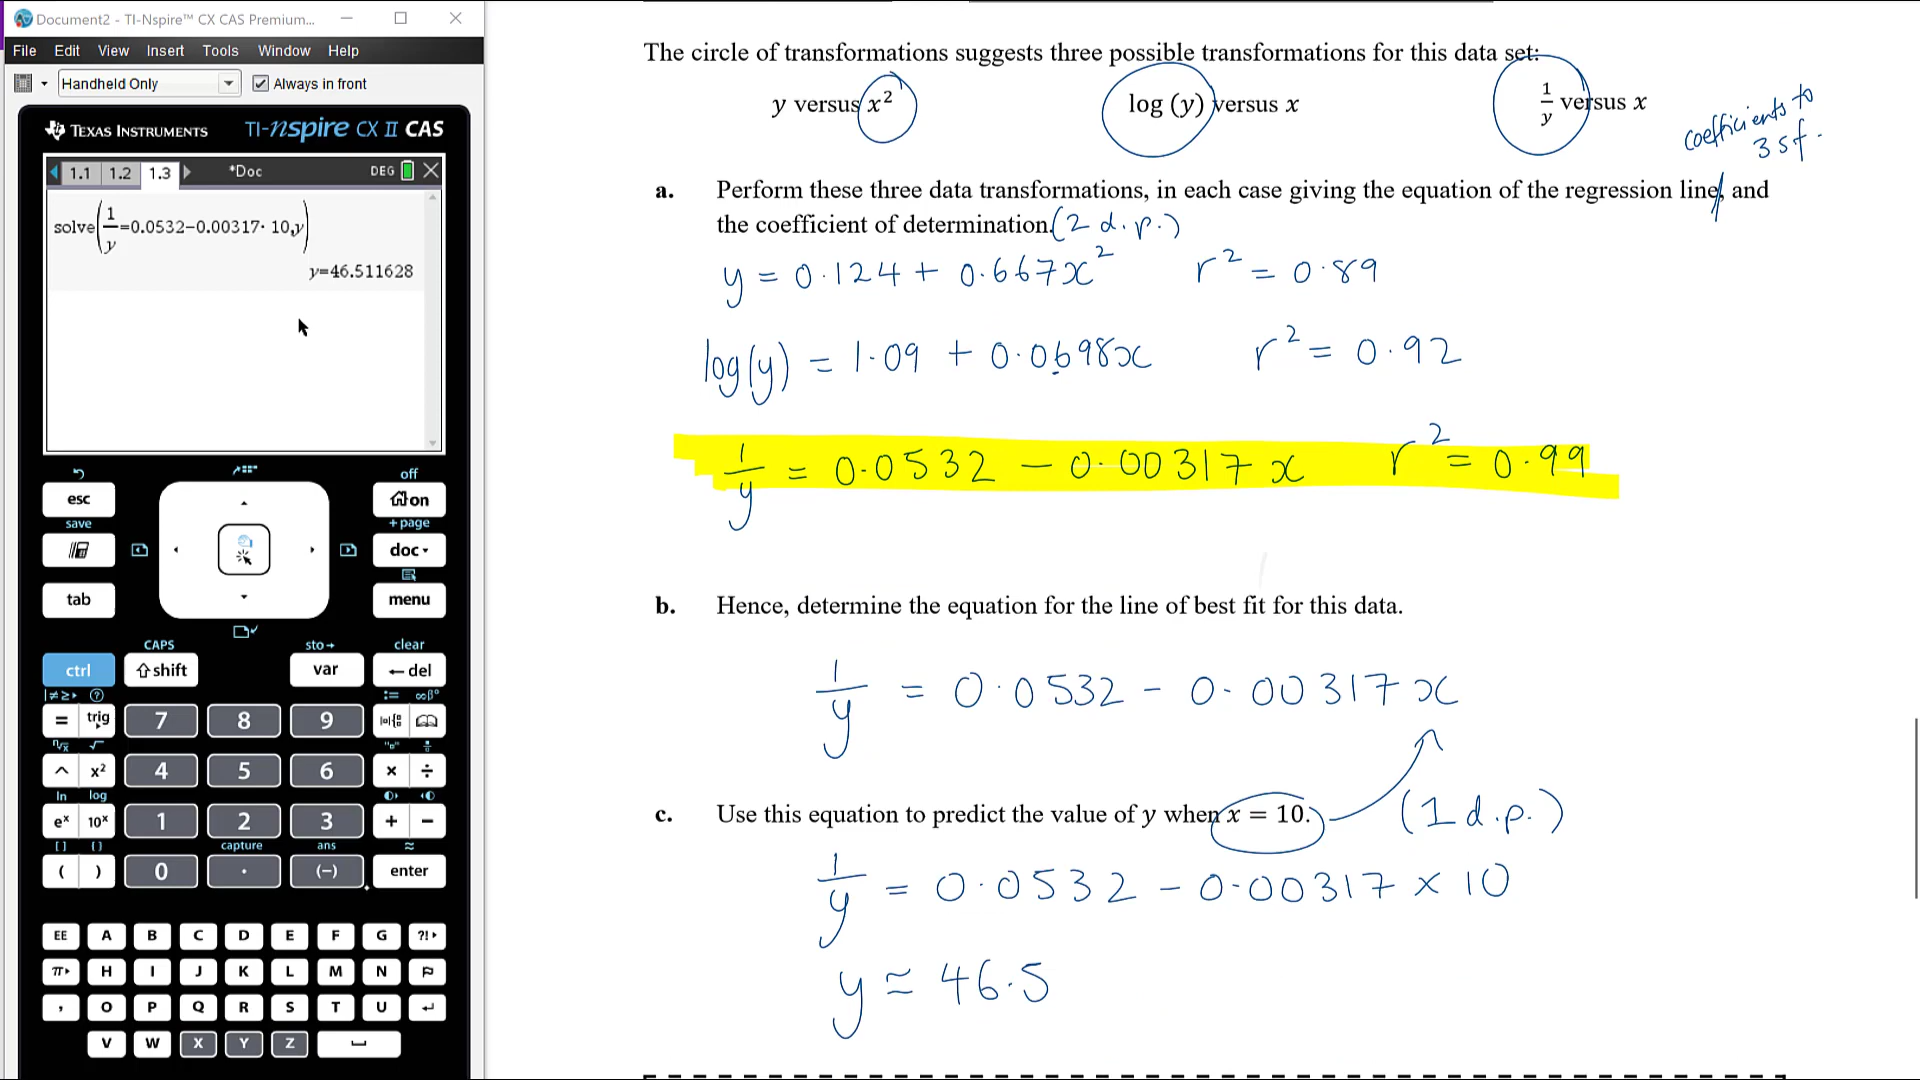 Document2 - TI-Nspire™ CX CAS Premium...
File Edit View Insert Tools Window Help
Handheld Only
Always in front
TEXAS INSTRUMENTS TI-nspire CX II CAS
1.1 1.2 1.3 *Doc DEG
solve(1/y=0.0532-0.00317·10,y)
y=46.511628
off
esc on
save + page
doc
tab menu
CAPS sto→ clear
ctrl shift var ←del
|≠≥▸ ? := ∞β°
= trig 7 8 9
^ x² 4 5 6 × ÷
ln log
eˣ 10ˣ 1 2 3 + −
[ ] { } capture ans ≈
( ) 0 . (−) enter
EE A B C D E F G ?!▸
π▸ H I J K L M N
, O P Q R S T U
V W X Y Z
The circle of transformations suggests three possible transformations for this data set:
y versus x² log (y) versus x 1/y versus x
coefficients to
3 sf.
a. Perform these three data transformations, in each case giving the equation of the regression line, and
the coefficient of determination. (2 d.p.)
y = 0.124 + 0.667x² r² = 0.89
log(y) = 1.09 + 0.0698x r² = 0.92
1/y = 0.0532 − 0.00317x r² = 0.99
b. Hence, determine the equation for the line of best fit for this data.
1/y = 0.0532 − 0.00317x
c. Use this equation to predict the value of y when x = 10. (1 d.p.)
1/y = 0.0532 − 0.00317 × 10
y ≈ 46.5